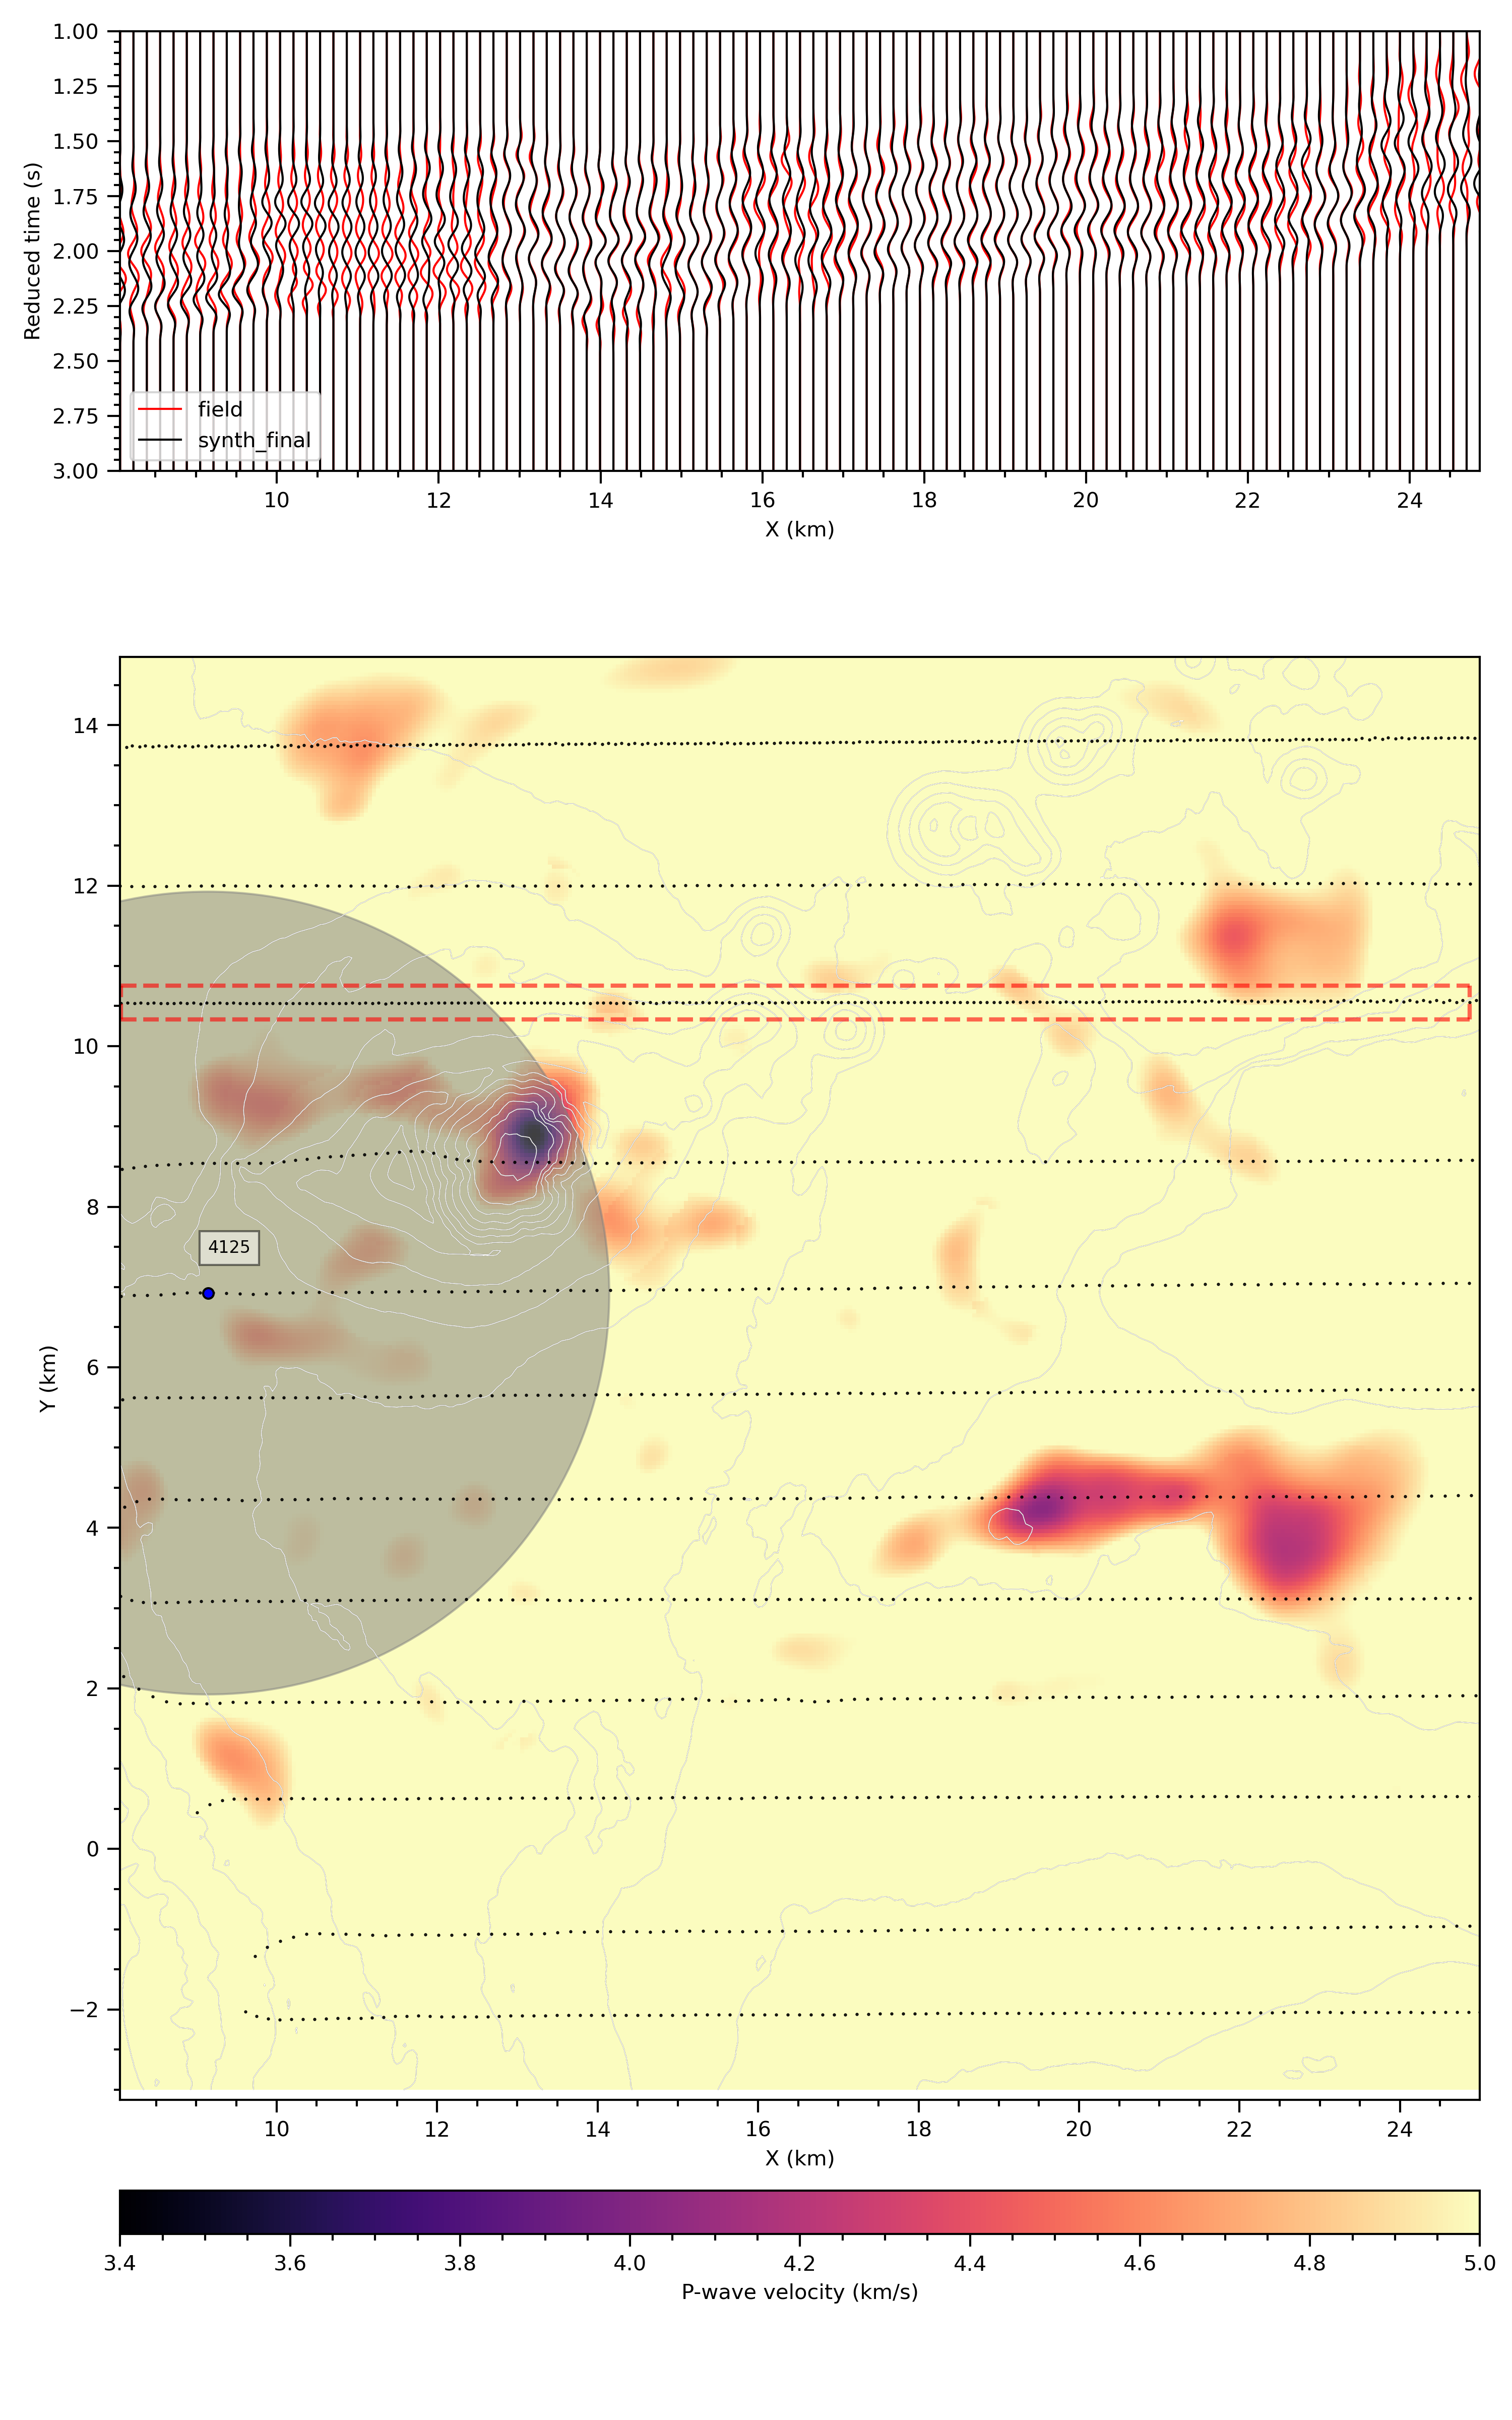 1.00
1.25
1.50
1.75
2.00
2.25
2.50
2.75
3.00
Reduced time (s)
field
synth_final
10 12 14 16 18 20 22 24
X (km)
14
12
10
8
6
4
2
0
−2
Y (km)
4125
10 12 14 16 18 20 22 24
X (km)
3.4 3.6 3.8 4.0 4.2 4.4 4.6 4.8 5.0
P-wave velocity (km/s)